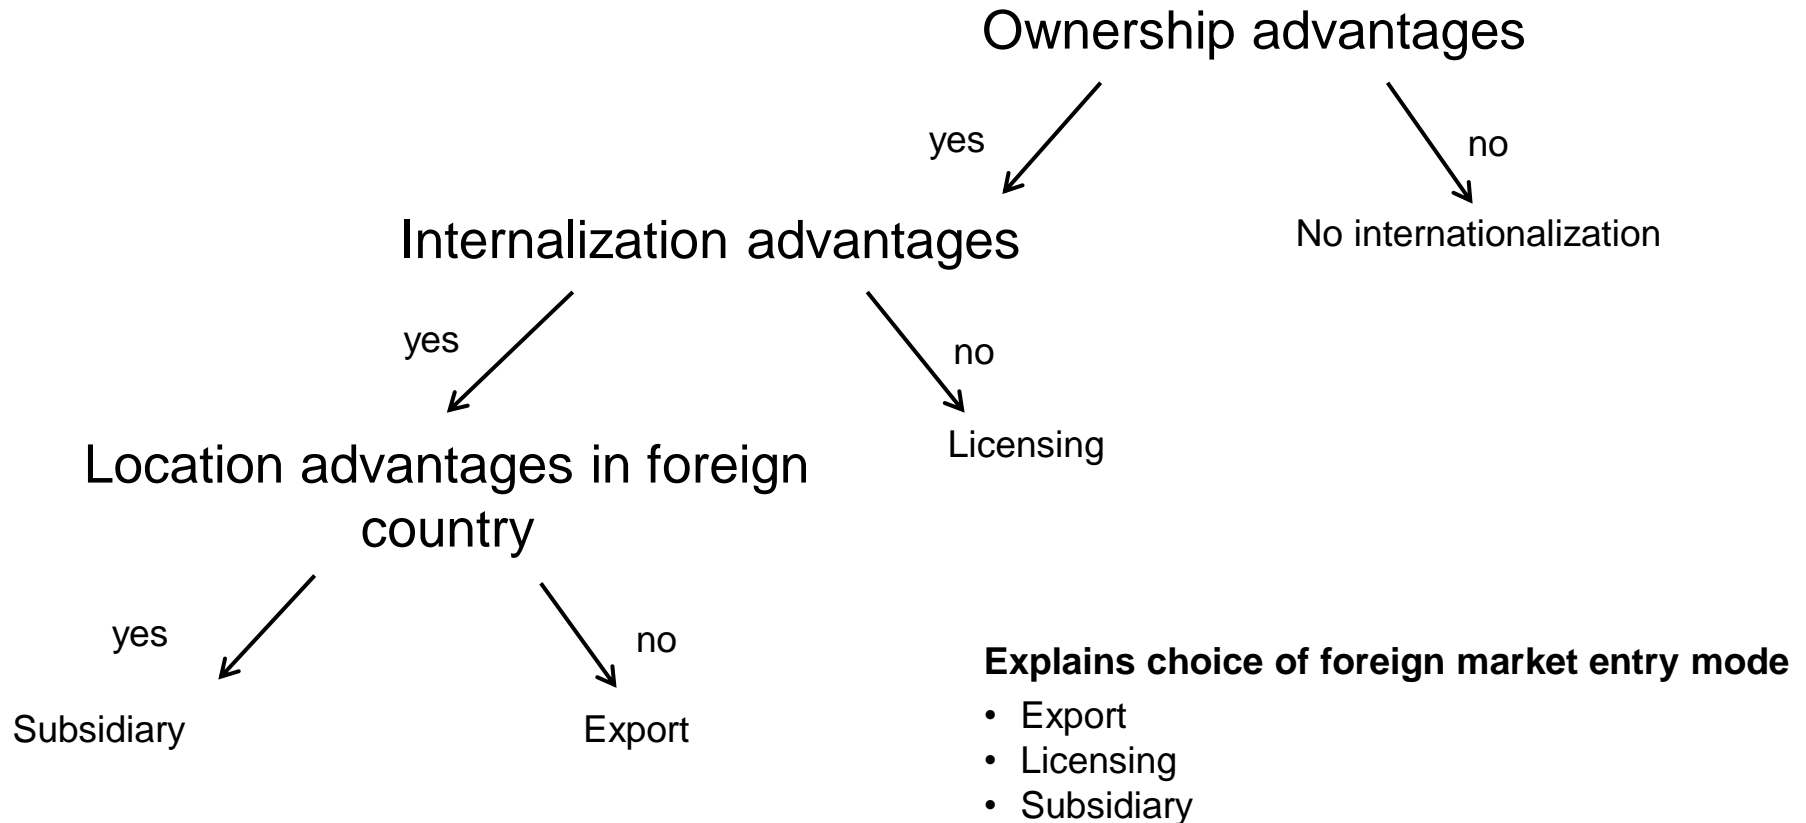 Ownership advantages
yes
no
Internalization advantages
No internationalization
yes
no
Location advantages in foreign
country
Licensing
yes
no
Subsidiary
Export
Explains choice of foreign market entry mode
• Export
• Licensing
• Subsidiary